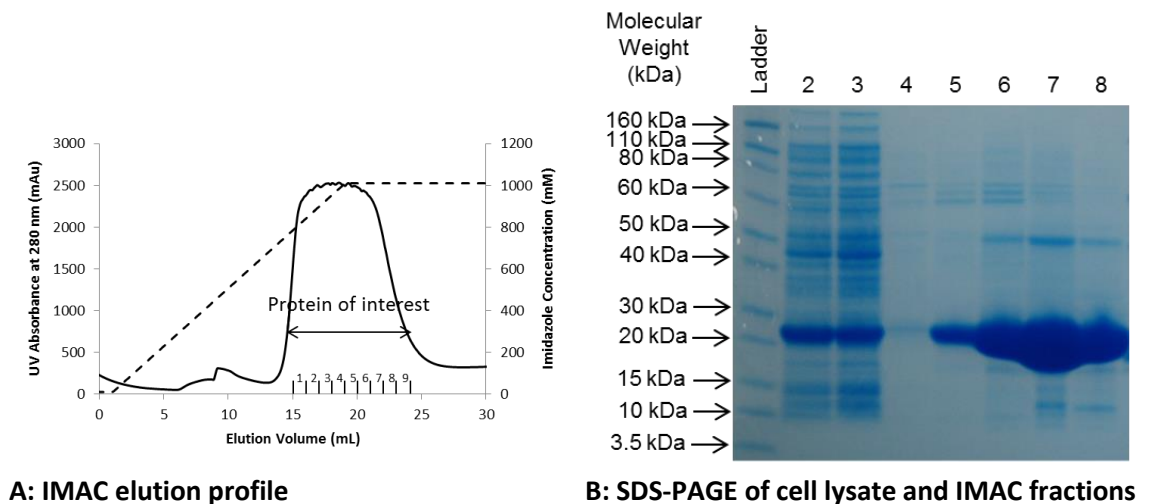 Molecular
Weight
(kDa)
Ladder
2 3 4 5 6 7 8
160 kDa
110 kDa
80 kDa
60 kDa
50 kDa
40 kDa
30 kDa
20 kDa
15 kDa
10 kDa
3.5 kDa
UV Absorbance at 280 nm (mAu)
3000
2500
2000
1500
1000
500
0
1200
1000
800
600
400
200
0
Imidazole Concentration (mM)
Protein of interest
1 2 3 4 5 6 7 8 9
0 5 10 15 20 25 30
Elution Volume (mL)
A: IMAC elution profile
B: SDS-PAGE of cell lysate and IMAC fractions